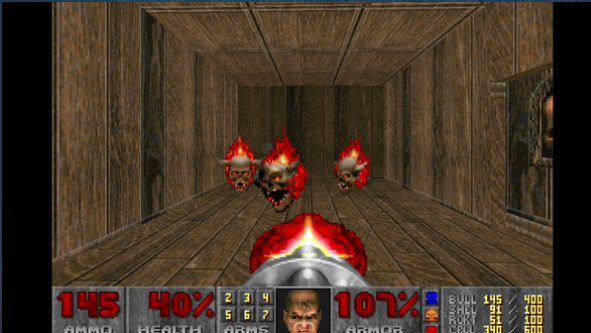 145 40% 2 3 4 107% BULL 145 / 400
5 6 7 SHEL 91 / 100
RCKT 51 / 100
AMMO HEALTH ARMS ARMOR CELL 340 / 600